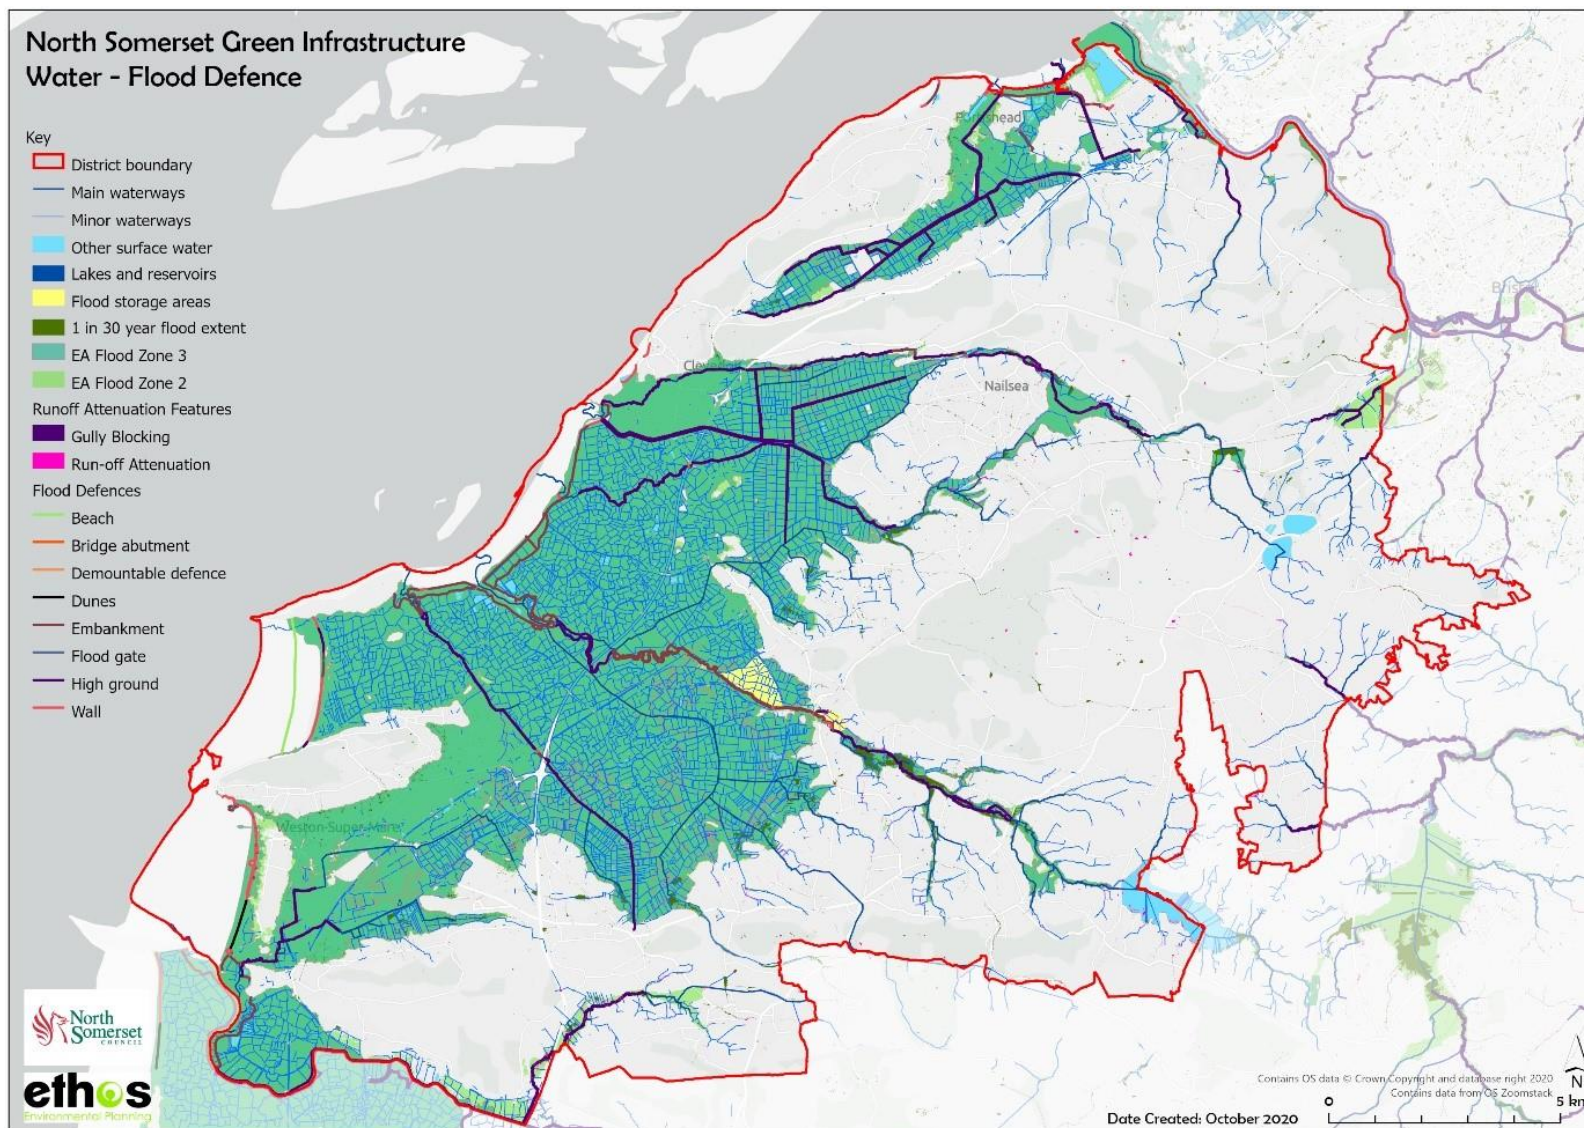 North Somerset Green Infrastructure
Water - Flood Defence
Key
District boundary
Main waterways
Minor waterways
Other surface water
Lakes and reservoirs
Flood storage areas
1 in 30 year flood extent
EA Flood Zone 3
EA Flood Zone 2
Runoff Attenuation Features
Gully Blocking
Run-off Attenuation
Flood Defences
Beach
Bridge abutment
Demountable defence
Dunes
Embankment
Flood gate
High ground
Wall
Portishead
Bristol
Nailsea
Weston-Super-Mare
North
Somerset
COUNCIL
ethos
Environmental Planning
Contains OS data © Crown Copyright and database right 2020
Contains data from OS Zoomstack
N
0
5 km
Date Created: October 2020